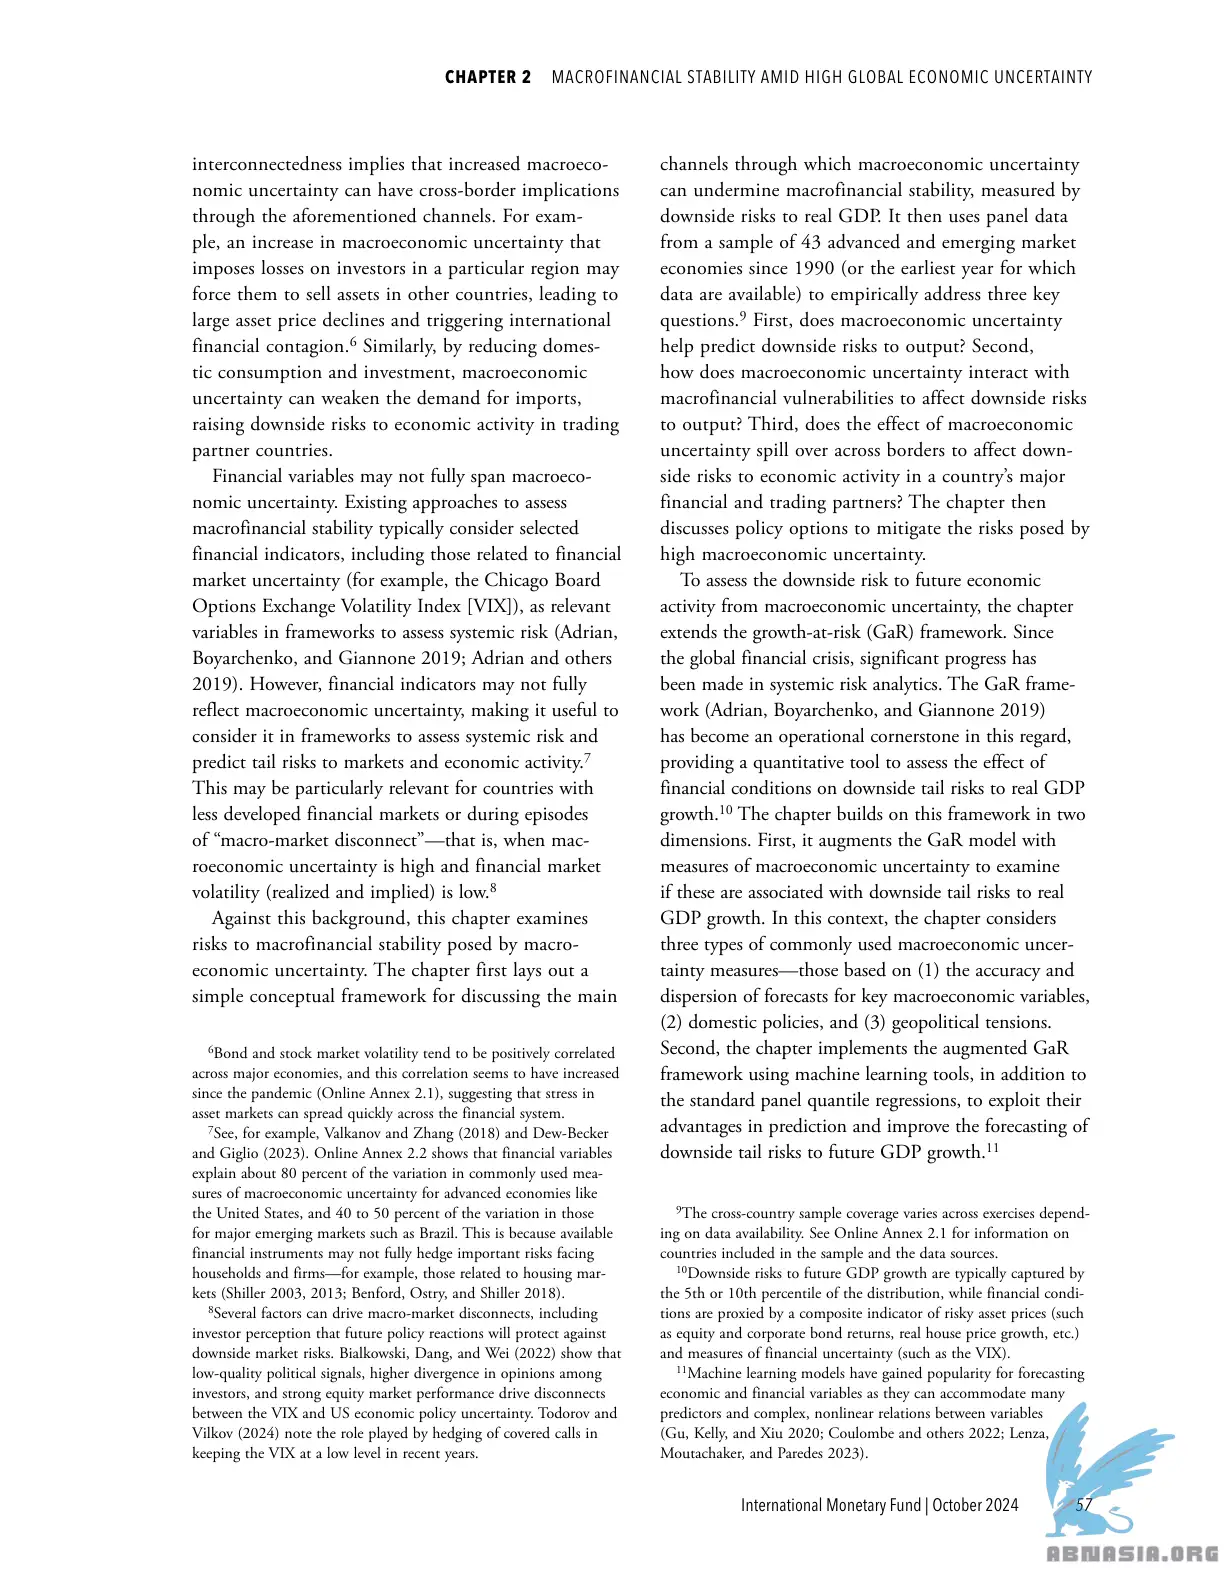 CHAPTER 2 MACROFINANCIAL STABILITY AMID HIGH GLOBAL ECONOMIC UNCERTAINTY
interconnectedness implies that increased macroeco-
nomic uncertainty can have cross-border implications
through the aforementioned channels. For exam-
ple, an increase in macroeconomic uncertainty that
imposes losses on investors in a particular region may
force them to sell assets in other countries, leading to
large asset price declines and triggering international
financial contagion.6 Similarly, by reducing domes-
tic consumption and investment, macroeconomic
uncertainty can weaken the demand for imports,
raising downside risks to economic activity in trading
partner countries.
Financial variables may not fully span macroeco-
nomic uncertainty. Existing approaches to assess
macrofinancial stability typically consider selected
financial indicators, including those related to financial
market uncertainty (for example, the Chicago Board
Options Exchange Volatility Index [VIX]), as relevant
variables in frameworks to assess systemic risk (Adrian,
Boyarchenko, and Giannone 2019; Adrian and others
2019). However, financial indicators may not fully
reflect macroeconomic uncertainty, making it useful to
consider it in frameworks to assess systemic risk and
predict tail risks to markets and economic activity.7
This may be particularly relevant for countries with
less developed financial markets or during episodes
of “macro-market disconnect”—that is, when mac-
roeconomic uncertainty is high and financial market
volatility (realized and implied) is low.8
Against this background, this chapter examines
risks to macrofinancial stability posed by macro-
economic uncertainty. The chapter first lays out a
simple conceptual framework for discussing the main
6Bond and stock market volatility tend to be positively correlated
across major economies, and this correlation seems to have increased
since the pandemic (Online Annex 2.1), suggesting that stress in
asset markets can spread quickly across the financial system.
7See, for example, Valkanov and Zhang (2018) and Dew-Becker
and Giglio (2023). Online Annex 2.2 shows that financial variables
explain about 80 percent of the variation in commonly used mea-
sures of macroeconomic uncertainty for advanced economies like
the United States, and 40 to 50 percent of the variation in those
for major emerging markets such as Brazil. This is because available
financial instruments may not fully hedge important risks facing
households and firms—for example, those related to housing mar-
kets (Shiller 2003, 2013; Benford, Ostry, and Shiller 2018).
8Several factors can drive macro-market disconnects, including
investor perception that future policy reactions will protect against
downside market risks. Bialkowski, Dang, and Wei (2022) show that
low-quality political signals, higher divergence in opinions among
investors, and strong equity market performance drive disconnects
between the VIX and US economic policy uncertainty. Todorov and
Vilkov (2024) note the role played by hedging of covered calls in
keeping the VIX at a low level in recent years.
channels through which macroeconomic uncertainty
can undermine macrofinancial stability, measured by
downside risks to real GDP. It then uses panel data
from a sample of 43 advanced and emerging market
economies since 1990 (or the earliest year for which
data are available) to empirically address three key
questions.9 First, does macroeconomic uncertainty
help predict downside risks to output? Second,
how does macroeconomic uncertainty interact with
macrofinancial vulnerabilities to affect downside risks
to output? Third, does the effect of macroeconomic
uncertainty spill over across borders to affect down-
side risks to economic activity in a country’s major
financial and trading partners? The chapter then
discusses policy options to mitigate the risks posed by
high macroeconomic uncertainty.
To assess the downside risk to future economic
activity from macroeconomic uncertainty, the chapter
extends the growth-at-risk (GaR) framework. Since
the global financial crisis, significant progress has
been made in systemic risk analytics. The GaR frame-
work (Adrian, Boyarchenko, and Giannone 2019)
has become an operational cornerstone in this regard,
providing a quantitative tool to assess the effect of
financial conditions on downside tail risks to real GDP
growth.10 The chapter builds on this framework in two
dimensions. First, it augments the GaR model with
measures of macroeconomic uncertainty to examine
if these are associated with downside tail risks to real
GDP growth. In this context, the chapter considers
three types of commonly used macroeconomic uncer-
tainty measures—those based on (1) the accuracy and
dispersion of forecasts for key macroeconomic variables,
(2) domestic policies, and (3) geopolitical tensions.
Second, the chapter implements the augmented GaR
framework using machine learning tools, in addition to
the standard panel quantile regressions, to exploit their
advantages in prediction and improve the forecasting of
downside tail risks to future GDP growth.11
9The cross-country sample coverage varies across exercises depend-
ing on data availability. See Online Annex 2.1 for information on
countries included in the sample and the data sources.
10Downside risks to future GDP growth are typically captured by
the 5th or 10th percentile of the distribution, while financial condi-
tions are proxied by a composite indicator of risky asset prices (such
as equity and corporate bond returns, real house price growth, etc.)
and measures of financial uncertainty (such as the VIX).
11Machine learning models have gained popularity for forecasting
economic and financial variables as they can accommodate many
predictors and complex, nonlinear relations between variables
(Gu, Kelly, and Xiu 2020; Coulombe and others 2022; Lenza,
Moutachaker, and Paredes 2023).
International Monetary Fund | October 2024 57
ABNASIA.ORG